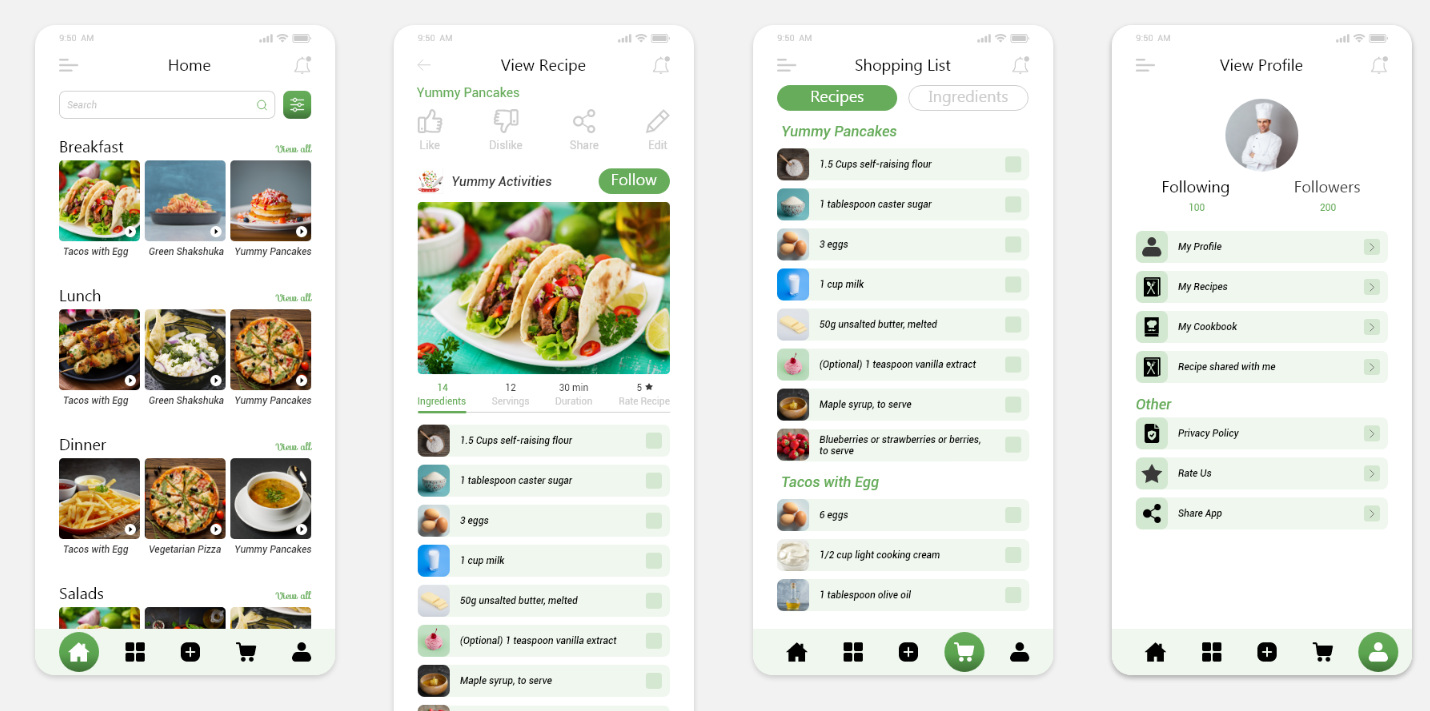 9:50 AM
Home
Search
Breakfast
View all
Tacos with Egg
Green Shakshuka
Yummy Pancakes
Lunch
View all
Tacos with Egg
Green Shakshuka
Yummy Pancakes
Dinner
View all
Tacos with Egg
Vegetarian Pizza
Yummy Pancakes
Salads
View all
9:50 AM
View Recipe
Yummy Pancakes
Like
Dislike
Share
Edit
Yummy Activities
Follow
14
Ingredients
12
Servings
30 min
Duration
5
Rate Recipe
1.5 Cups self-raising flour
1 tablespoon caster sugar
3 eggs
1 cup milk
50g unsalted butter, melted
(Optional) 1 teaspoon vanilla extract
Maple syrup, to serve
9:50 AM
Shopping List
Recipes
Ingredients
Yummy Pancakes
1.5 Cups self-raising flour
1 tablespoon caster sugar
3 eggs
1 cup milk
50g unsalted butter, melted
(Optional) 1 teaspoon vanilla extract
Maple syrup, to serve
Blueberries or strawberries or berries,
to serve
Tacos with Egg
6 eggs
1/2 cup light cooking cream
1 tablespoon olive oil
9:50 AM
View Profile
Following
100
Followers
200
My Profile
My Recipes
My Cookbook
Recipe shared with me
Other
Privacy Policy
Rate Us
Share App